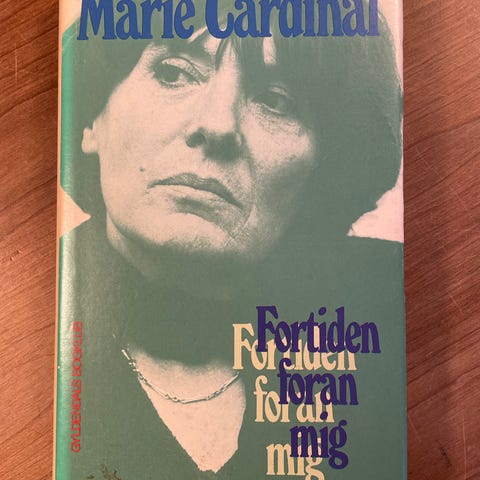 Marie Cardinal
Fortiden
foran
mig
Fortiden
foran
mig
GYLDENDALS BOGKLUB